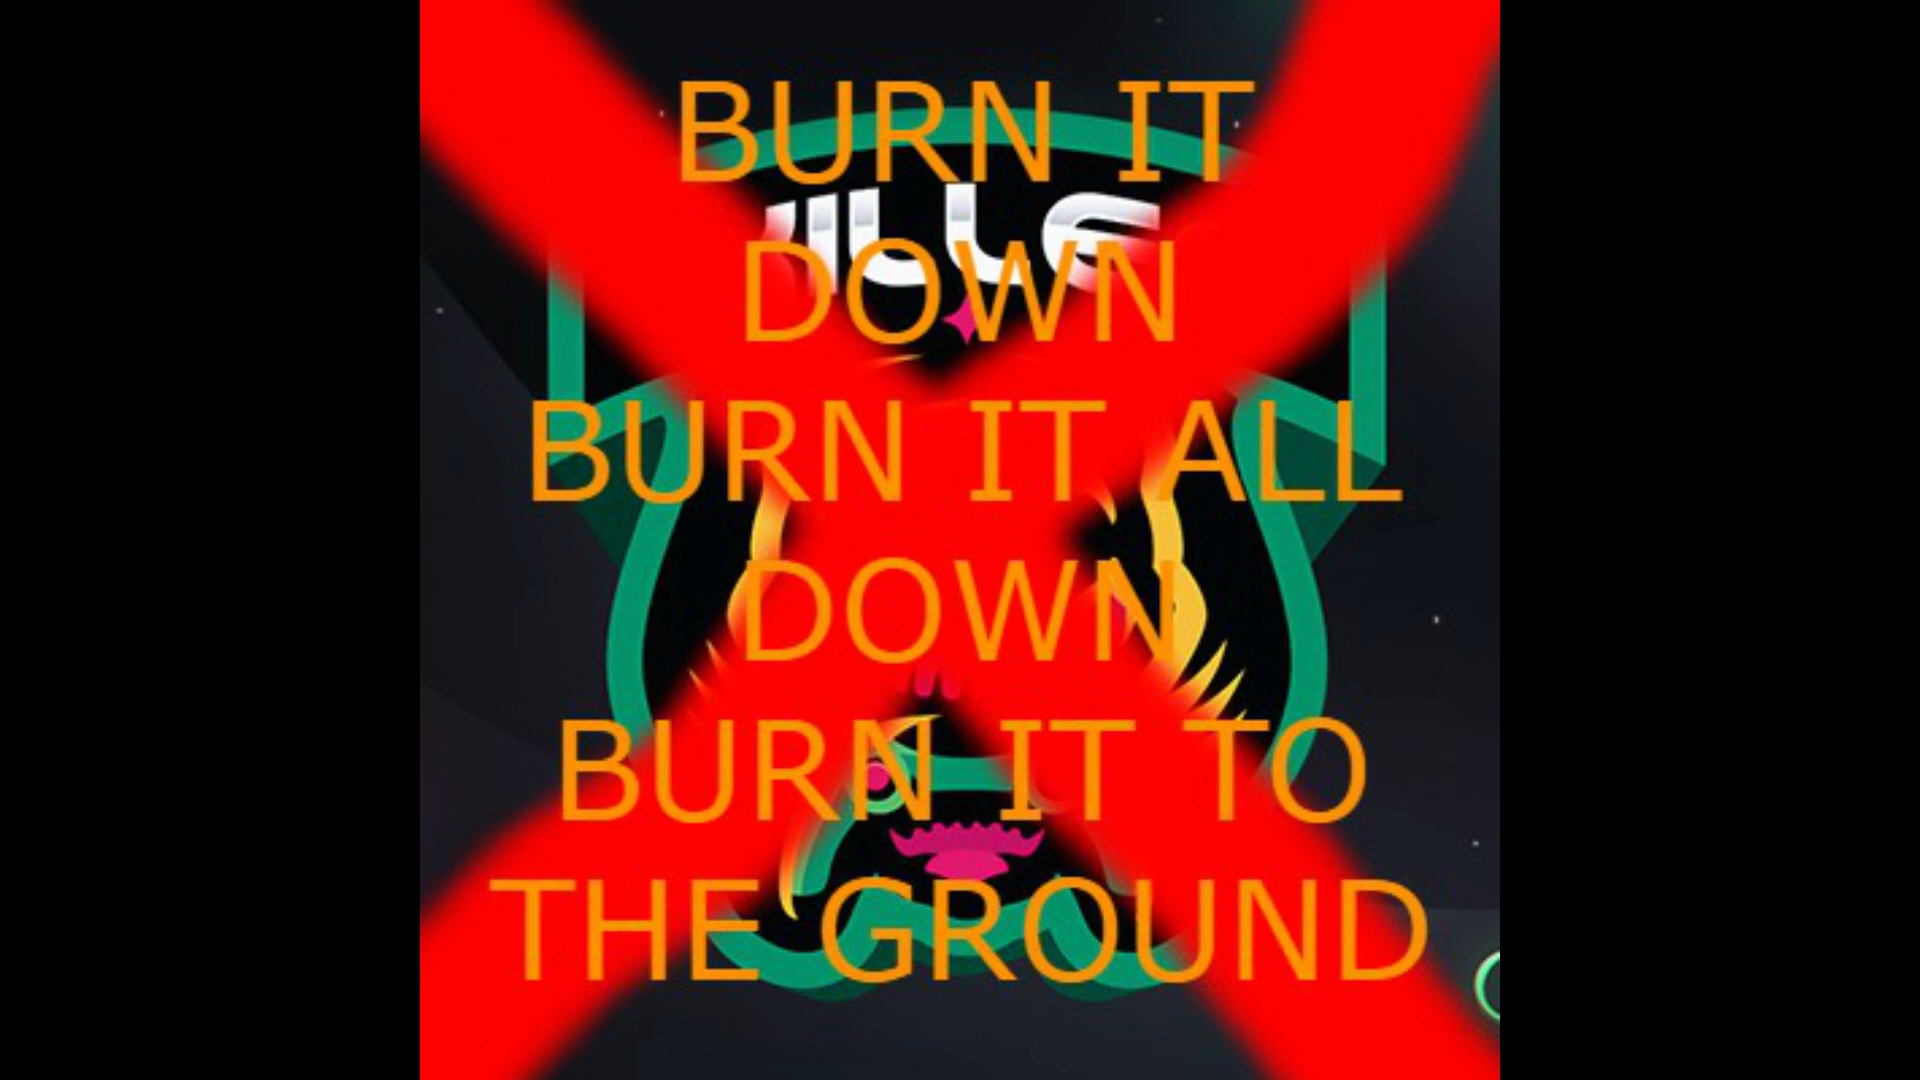 BURN IT
DOWN
BURN IT ALL
DOWN
BURN IT TO
THE GROUND